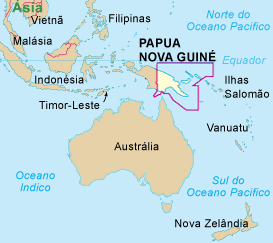 Ásia
Vietnã
Filipinas
Norte do
Oceano Pacífico
Malásia
PAPUA
NOVA GUINÉ
Equador
Indonésia
Ilhas
Salomão
Timor-Leste
Vanuatu
Austrália
Oceano
Indico
Sul do
Oceano Pacífico
Nova Zelândia